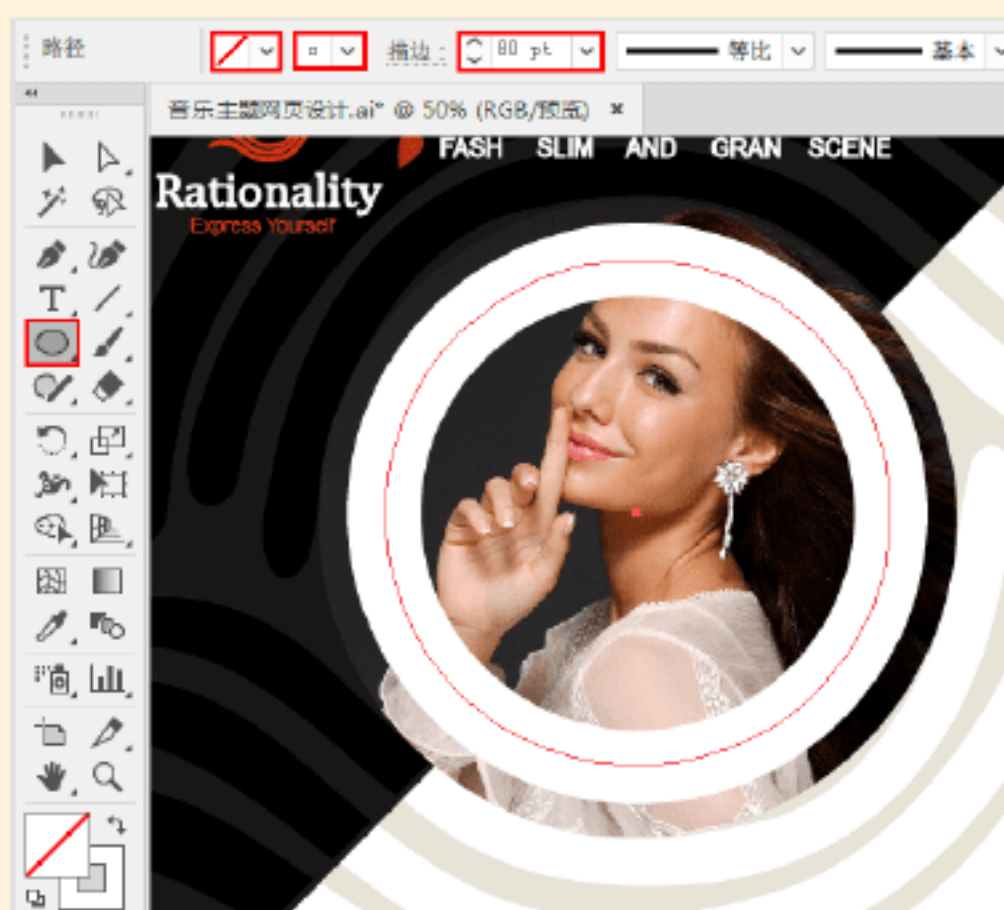 路径 描边： 80 pt 等比 基本
音乐主题网页设计.ai* @ 50% (RGB/预览) ×
FASH SLIM AND GRAN SCENE
Rationality
Express Yourself